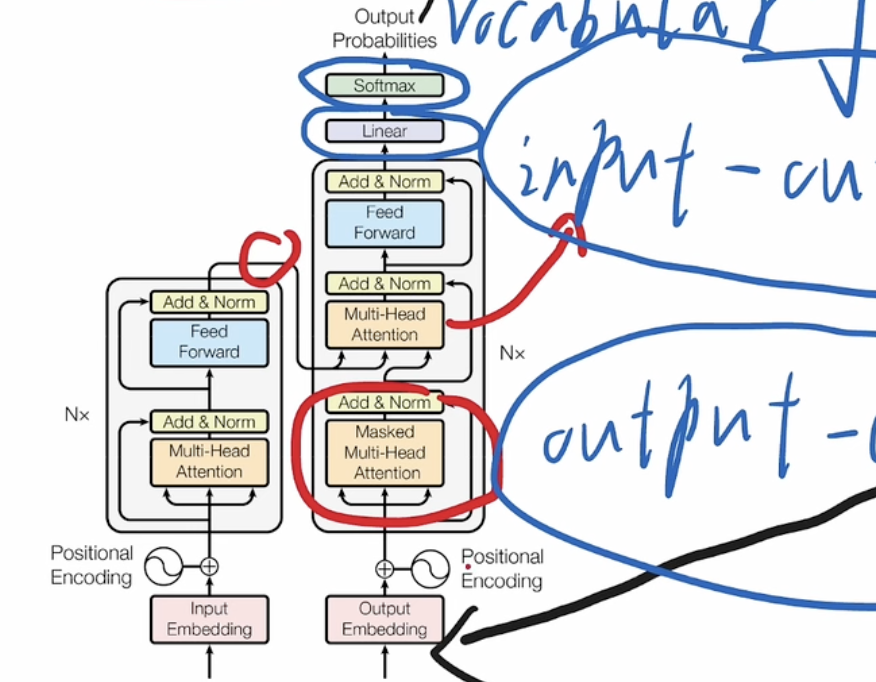 Output
Probabilities
Vocabular
Softmax
Linear
input -
Add & Norm
Feed
Forward
Add & Norm
Multi-Head
Attention
Nx
Add & Norm
Masked
Multi-Head
Attention
output -
Add & Norm
Feed
Forward
Nx
Add & Norm
Multi-Head
Attention
Positional
Encoding
Positional
Encoding
Input
Embedding
Output
Embedding